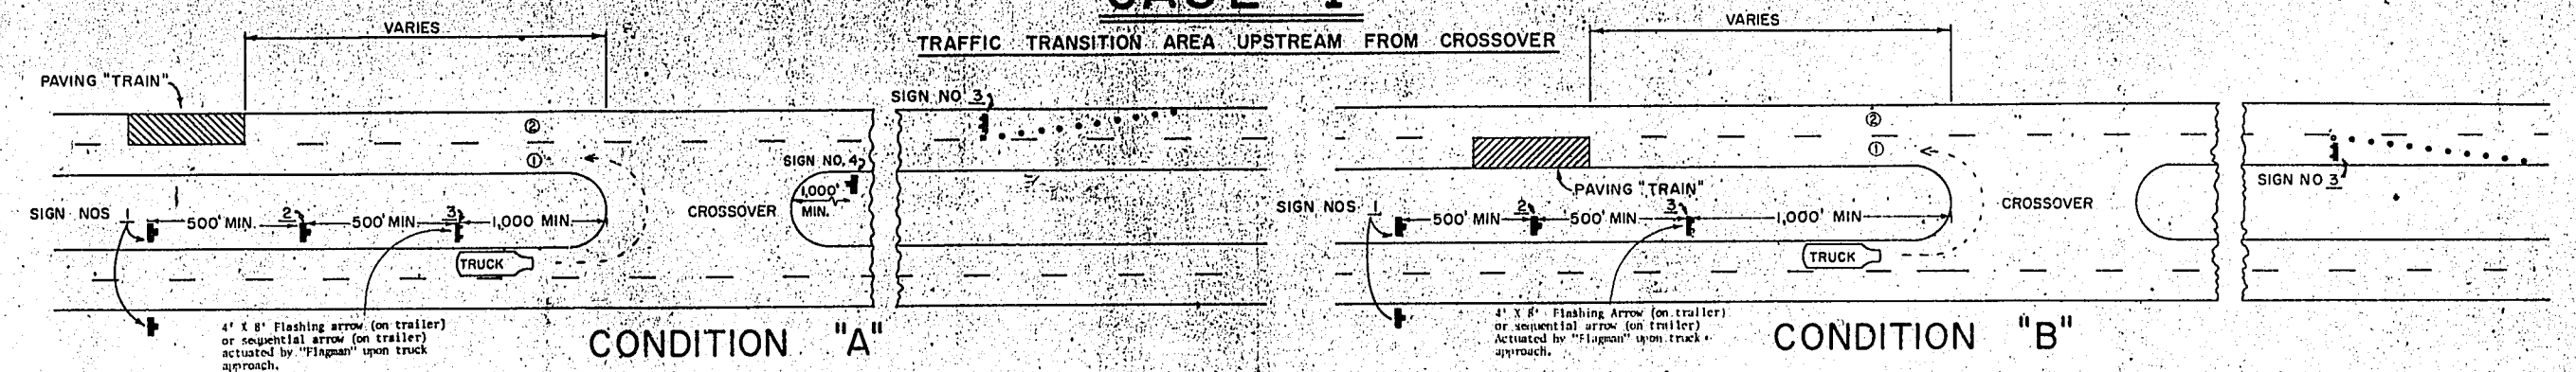 TRAFFIC TRANSITION AREA UPSTREAM FROM CROSSOVER
VARIES
PAVING "TRAIN"
②
①
SIGN NO. 4
1,000'
MIN.
CROSSOVER
SIGN NOS 1
500' MIN.
2
500' MIN
3
1,000 MIN
TRUCK
4' X 8' Flashing arrow (on trailer)
or sequential arrow (on trailer)
actuated by "Flagman" upon truck
approach.
CONDITION "A"
SIGN NO 3
VARIES
②
①
PAVING "TRAIN"
SIGN NOS 1
500' MIN
2
500' MIN
3
1,000' MIN
CROSSOVER
TRUCK
4' X 8' Flashing Arrow (on trailer)
or sequential arrow (on trailer)
Actuated by "Flagman" upon truck
approach.
CONDITION "B"
SIGN NO 3